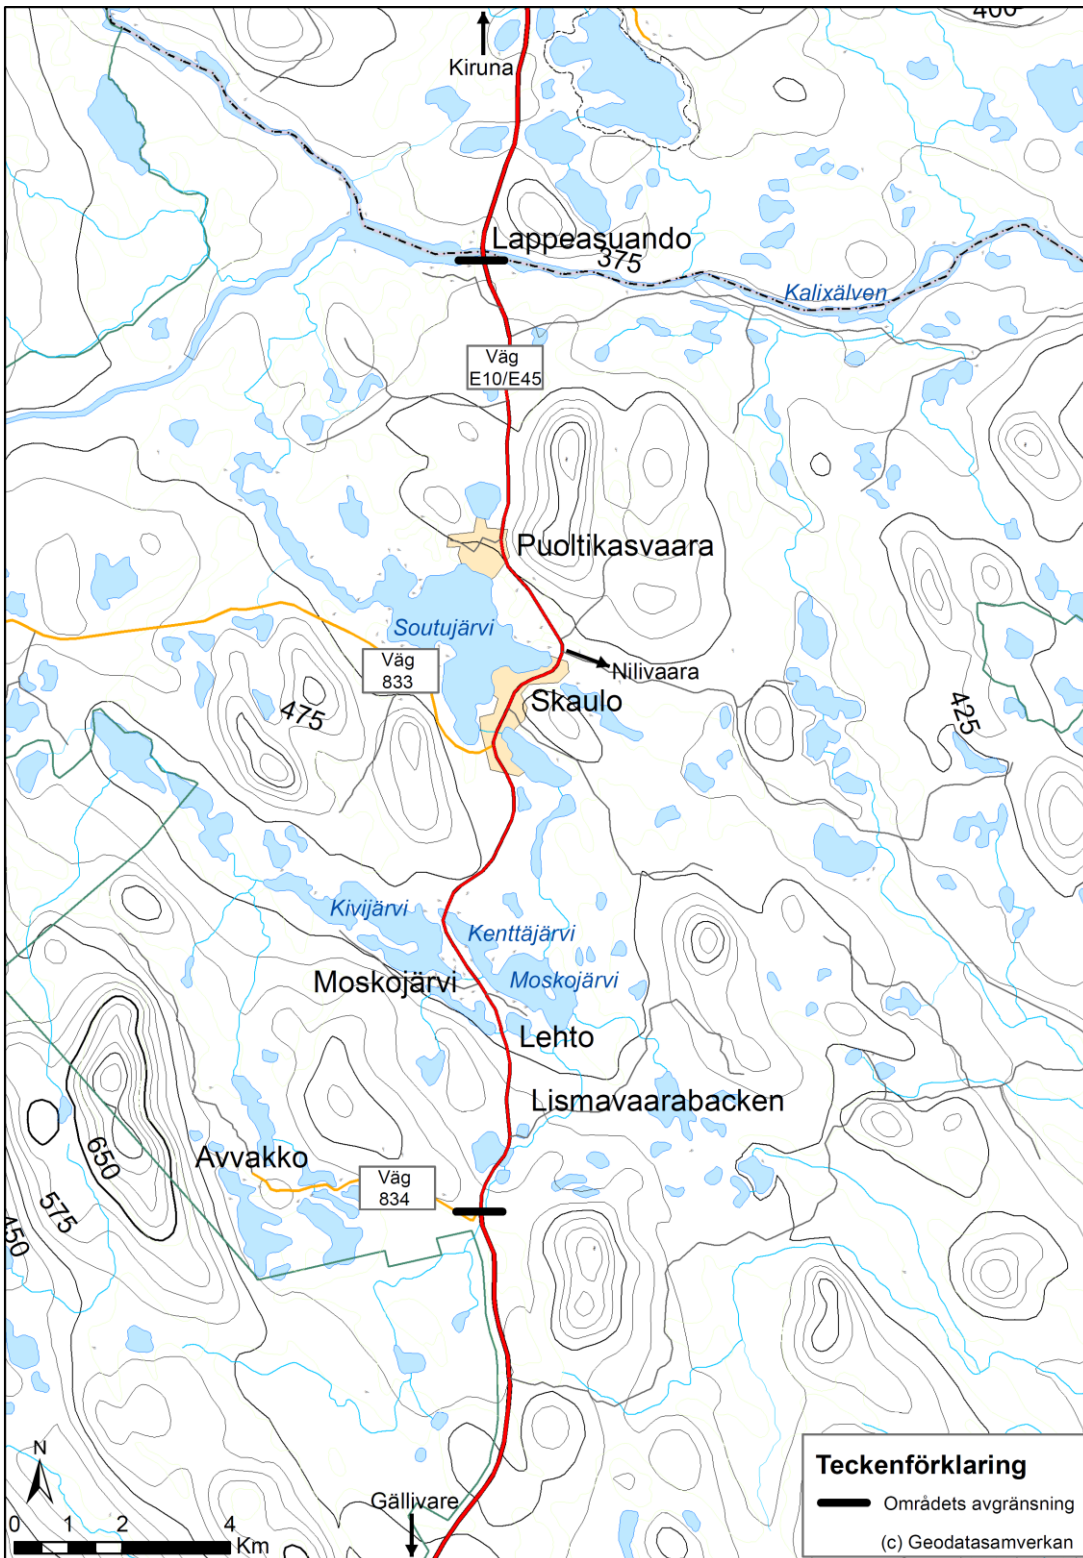 400
Kiruna
Lappeasuando
375
Kalixälven
Väg
E10/E45
Puoltikasvaara
Soutujärvi
Väg
833
Nilivaara
Skaulo
475
425
Kivijärvi
Kenttäjärvi
Moskojärvi
Moskojärvi
Lehto
Lismavaarabacken
Avvakko
650
Väg
834
575
450
N
Gällivare
0 1 2 4
Km
Teckenförklaring
Områdets avgränsning
(c) Geodatasamverkan